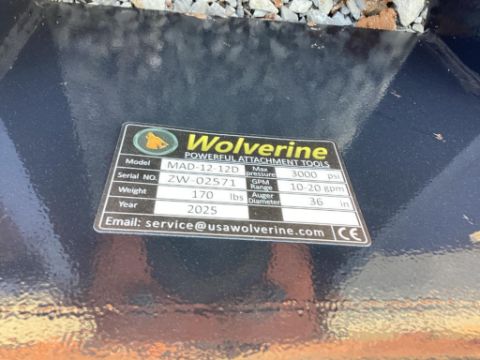 Wolverine
POWERFUL ATTACHMENT TOOLS
Model MAD-12-12D Max pressure 3000 psi
Serial NO. ZW-02571 GPM Range 10-20 gpm
Weight 170 lbs Auger Diameter 36 in
Year 2025
Email: service@usawolverine.com CE